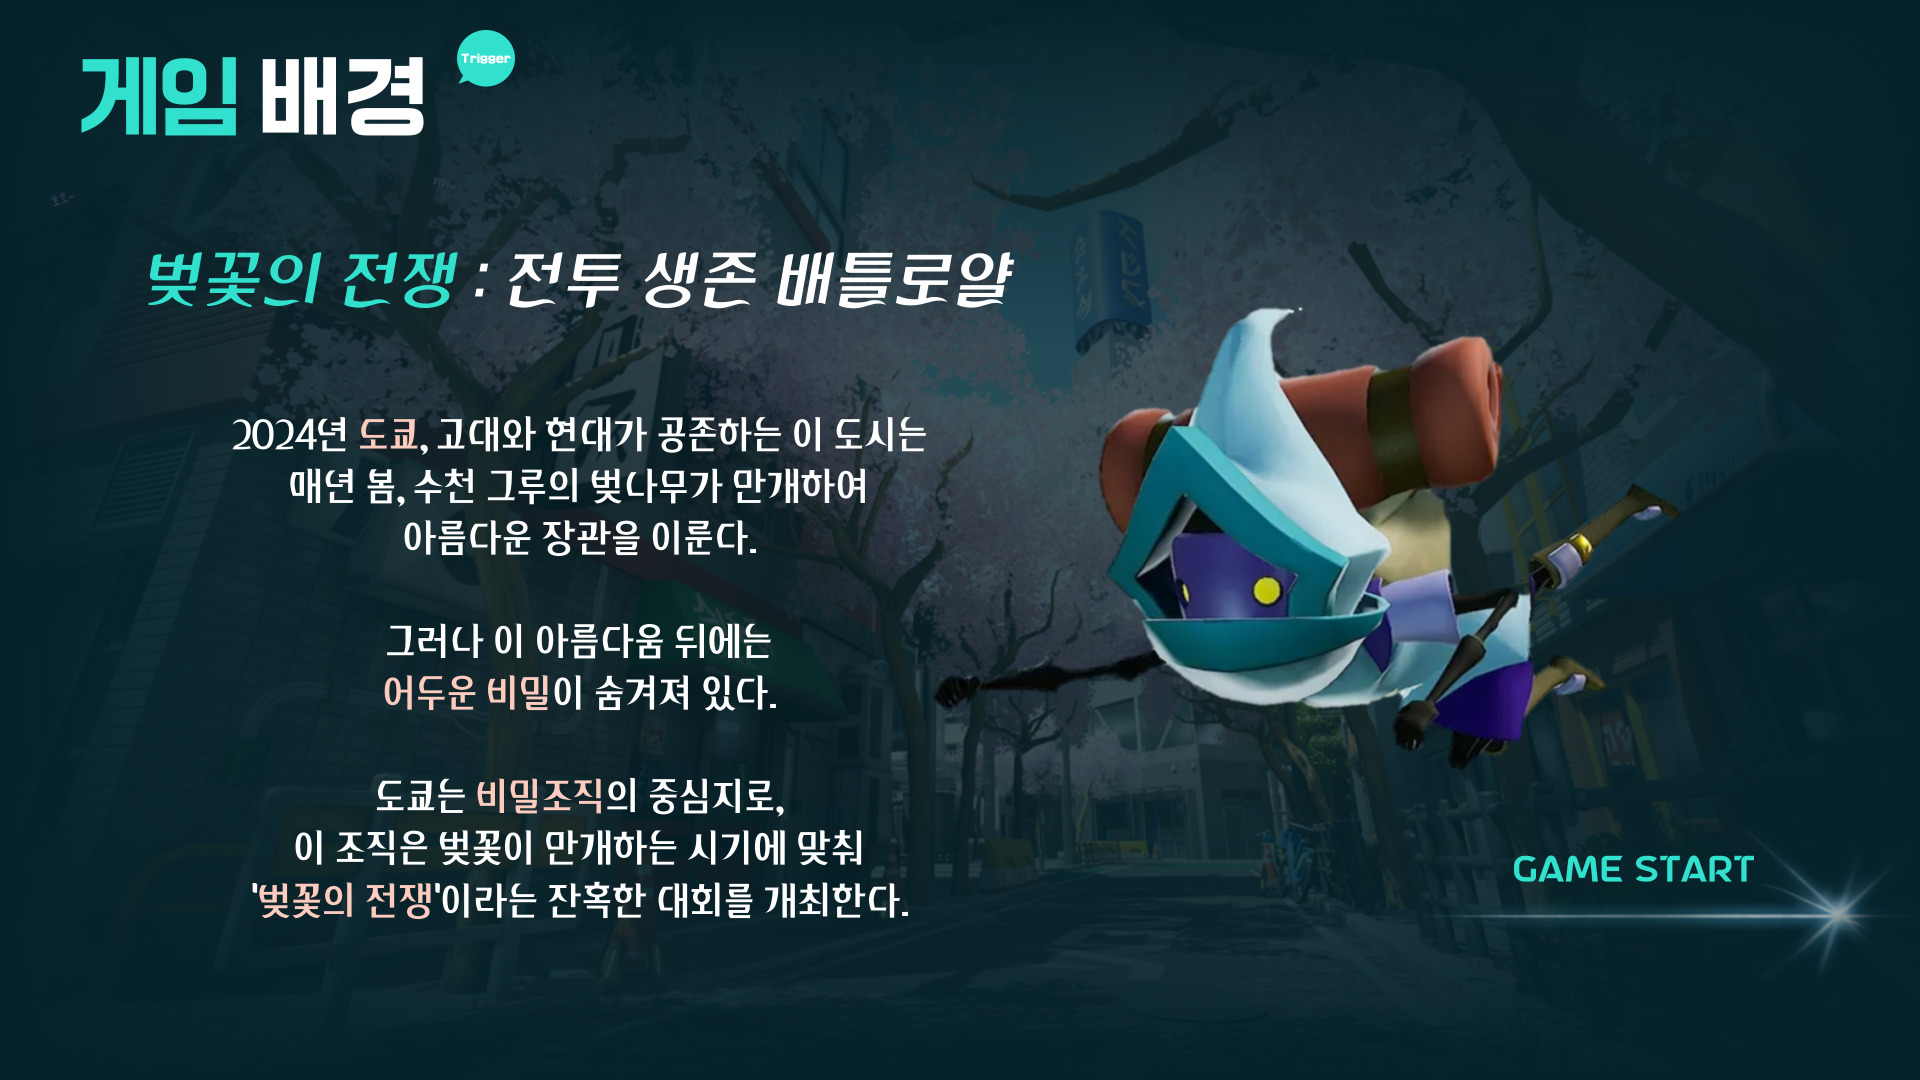 게임 배경
Trigger
벚꽃의 전쟁 : 전투 생존 배틀로얄
2024년 도쿄, 고대와 현대가 공존하는 이 도시는
매년 봄, 수천 그루의 벚나무가 만개하여
아름다운 장관을 이룬다.
그러나 이 아름다움 뒤에는
어두운 비밀이 숨겨져 있다.
도쿄는 비밀조직의 중심지로,
이 조직은 벚꽃이 만개하는 시기에 맞춰
'벚꽃의 전쟁'이라는 잔혹한 대회를 개최한다.
GAME START